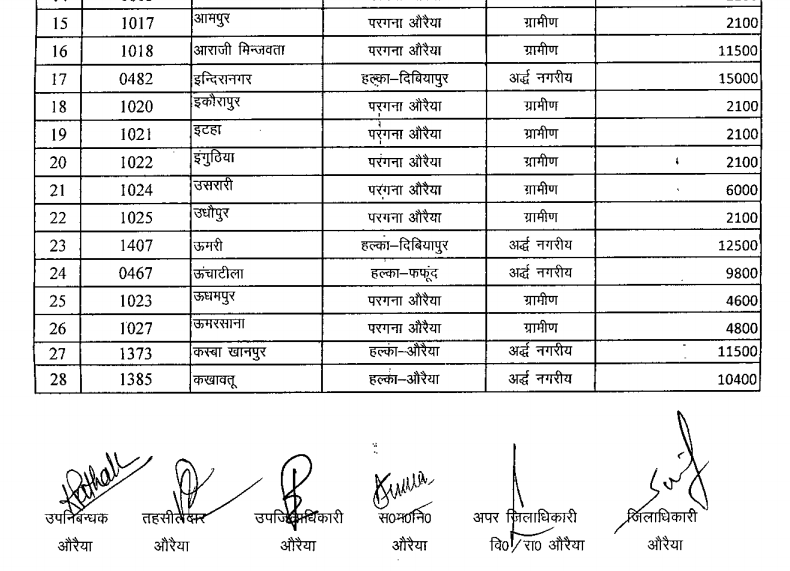 15 1017 आमपुर परगना औरैया ग्रामीण 2100
16 1018 आराजी मिन्जवता परगना औरैया ग्रामीण 11500
17 0482 इन्दिरानगर हल्का–दिबियापुर अर्द्ध नगरीय 15000
18 1020 इकौरापुर परगना औरैया ग्रामीण 2100
19 1021 इटहा परगना औरैया ग्रामीण 2100
20 1022 इंगुठिया परगना औरैया ग्रामीण 2100
21 1024 उसरारी परगना औरैया ग्रामीण 6000
22 1025 उधौपुर परगना औरैया ग्रामीण 2100
23 1407 ऊमरी हल्का–दिबियापुर अर्द्ध नगरीय 12500
24 0467 ऊंचाटीला हल्का–फफूंद अर्द्ध नगरीय 9800
25 1023 ऊधमपुर परगना औरैया ग्रामीण 4600
26 1027 ऊमरसाना परगना औरैया ग्रामीण 4800
27 1373 कस्बा खानपुर हल्का–औरैया अर्द्ध नगरीय 11500
28 1385 कखावतू हल्का–औरैया अर्द्ध नगरीय 10400
उपनिबन्धक तहसीलदार उपजिलाधिकारी स०म०नि० अपर जिलाधिकारी जिलाधिकारी
औरैया औरैया औरैया औरैया वि०/रा० औरैया औरैया